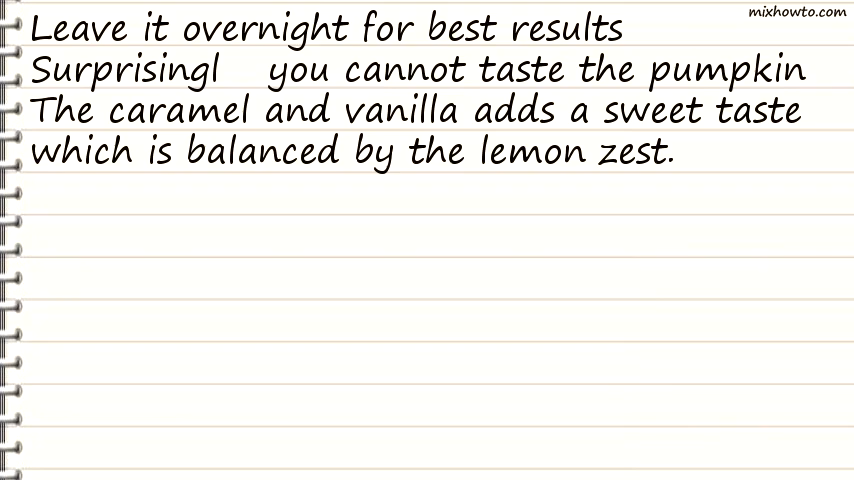 mixhowto.com
Leave it overnight for best results
Surprisingl you cannot taste the pumpkin
The caramel and vanilla adds a sweet taste
which is balanced by the lemon zest.